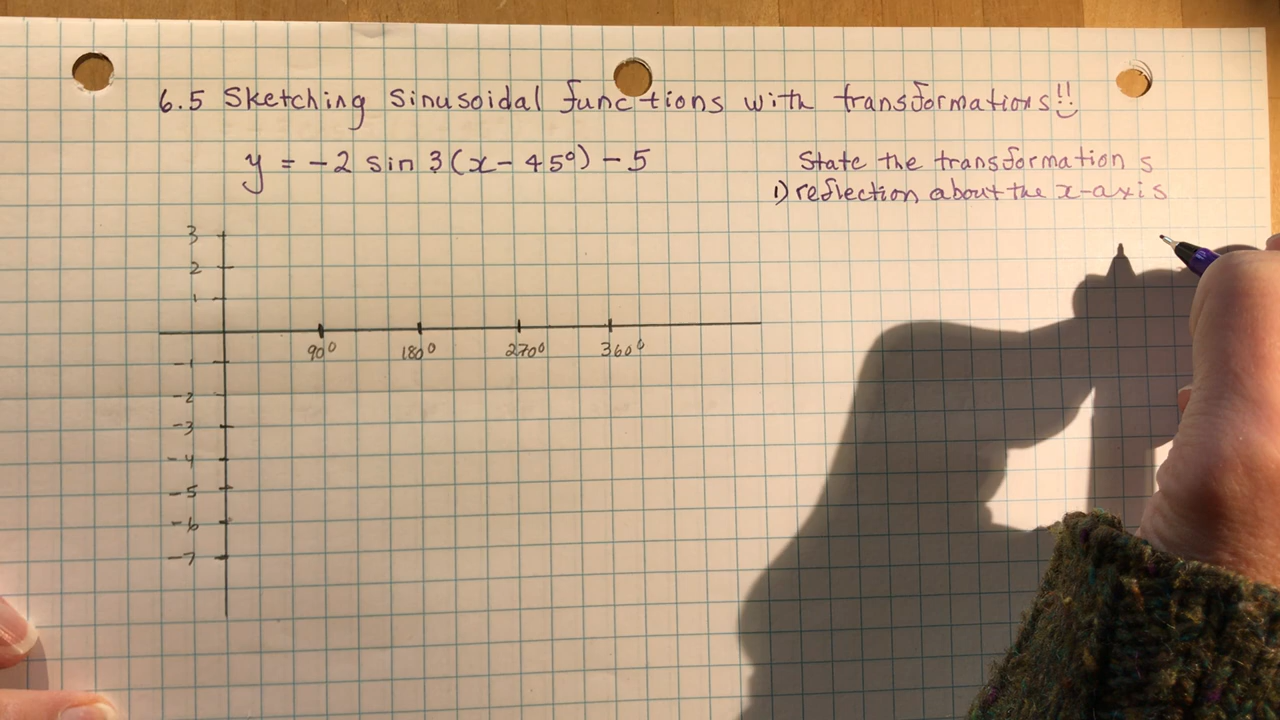 6.5 Sketching Sinusoidal functions with transformations!!
y = -2 sin 3(x - 45°) - 5
State the transformations
1) reflection about the x-axis
3
2
1
90° 180° 270° 360°
-1
-2
-3
-4
-5
-6
-7